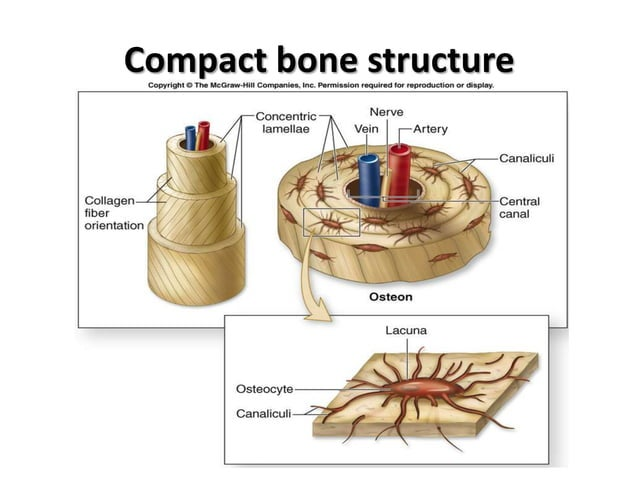 Compact bone structure
Copyright © The McGraw-Hill Companies, Inc. Permission required for reproduction or display.
Concentric
lamellae
Nerve
Vein
Artery
Canaliculi
Collagen
fiber
orientation
Central
canal
Osteon
Lacuna
Osteocyte
Canaliculi